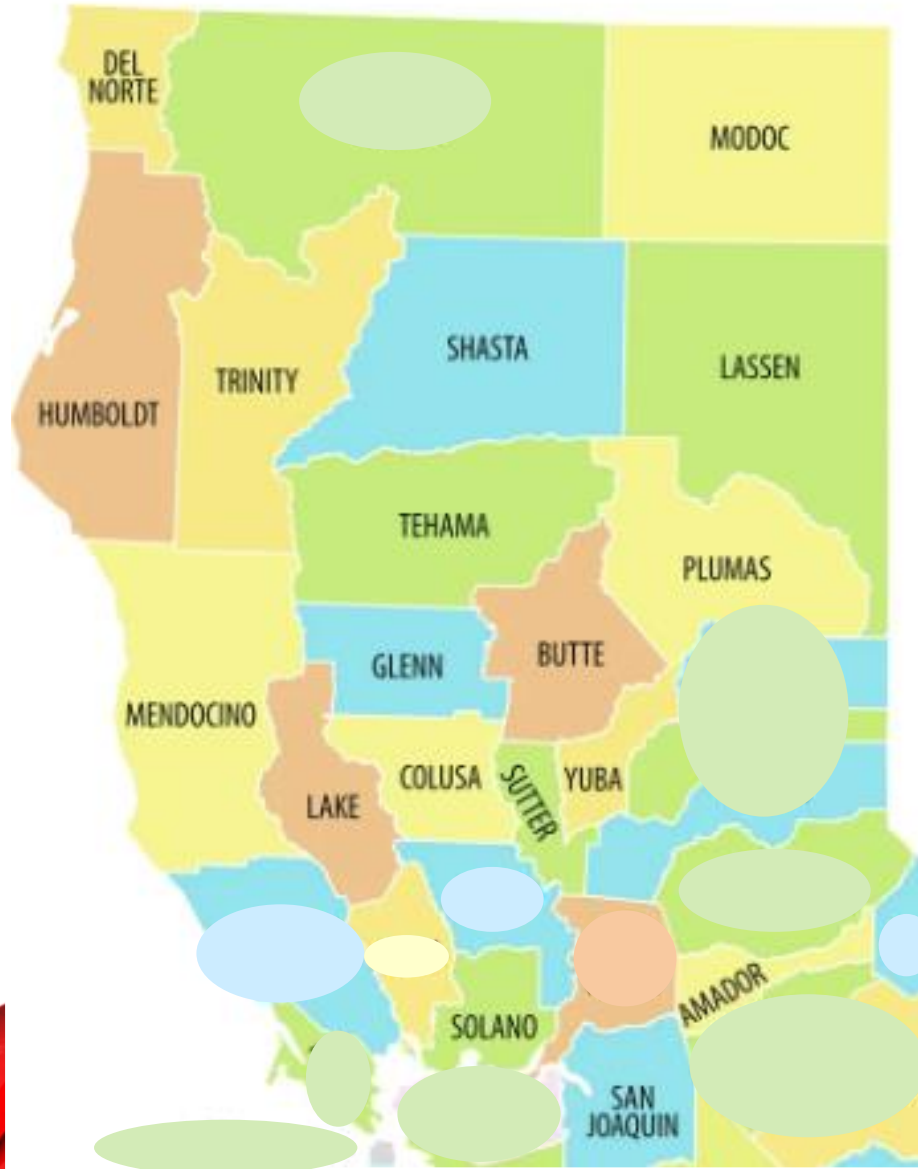 DEL
NORTE
MODOC
SHASTA
LASSEN
TRINITY
HUMBOLDT
TEHAMA
PLUMAS
BUTTE
GLENN
MENDOCINO
COLUSA
SUTTER
YUBA
LAKE
AMADOR
SOLANO
SAN
JOAQUIN